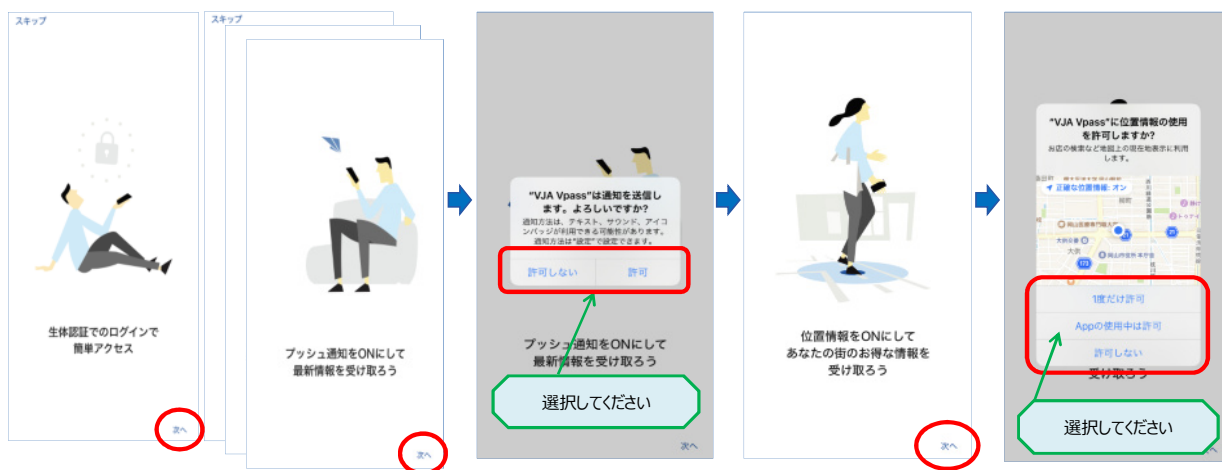 スキップ
生体認証でのログインで
簡単アクセス
次へ
スキップ
プッシュ通知をONにして
最新情報を受け取ろう
次へ
"VJA Vpass"は通知を送信し
ます。よろしいですか?
通知方法は、テキスト、サウンド、アイコ
ンバッジが利用できる可能性があります。
通知方法は"設定"で設定できます。
許可しない
許可
プッシュ通知をONにして
最新情報を受け取ろう
選択してください
次へ
位置情報をONにして
あなたの街のお得な情報を
受け取ろう
次へ
"VJA Vpass"に位置情報の使用
を許可しますか?
お店の検索など地図上の現在地表示に利用
します。
正確な位置情報: オン
大供
岡山市役所 本庁舎
1度だけ許可
Appの使用中は許可
許可しない
受け取ろう
選択してください